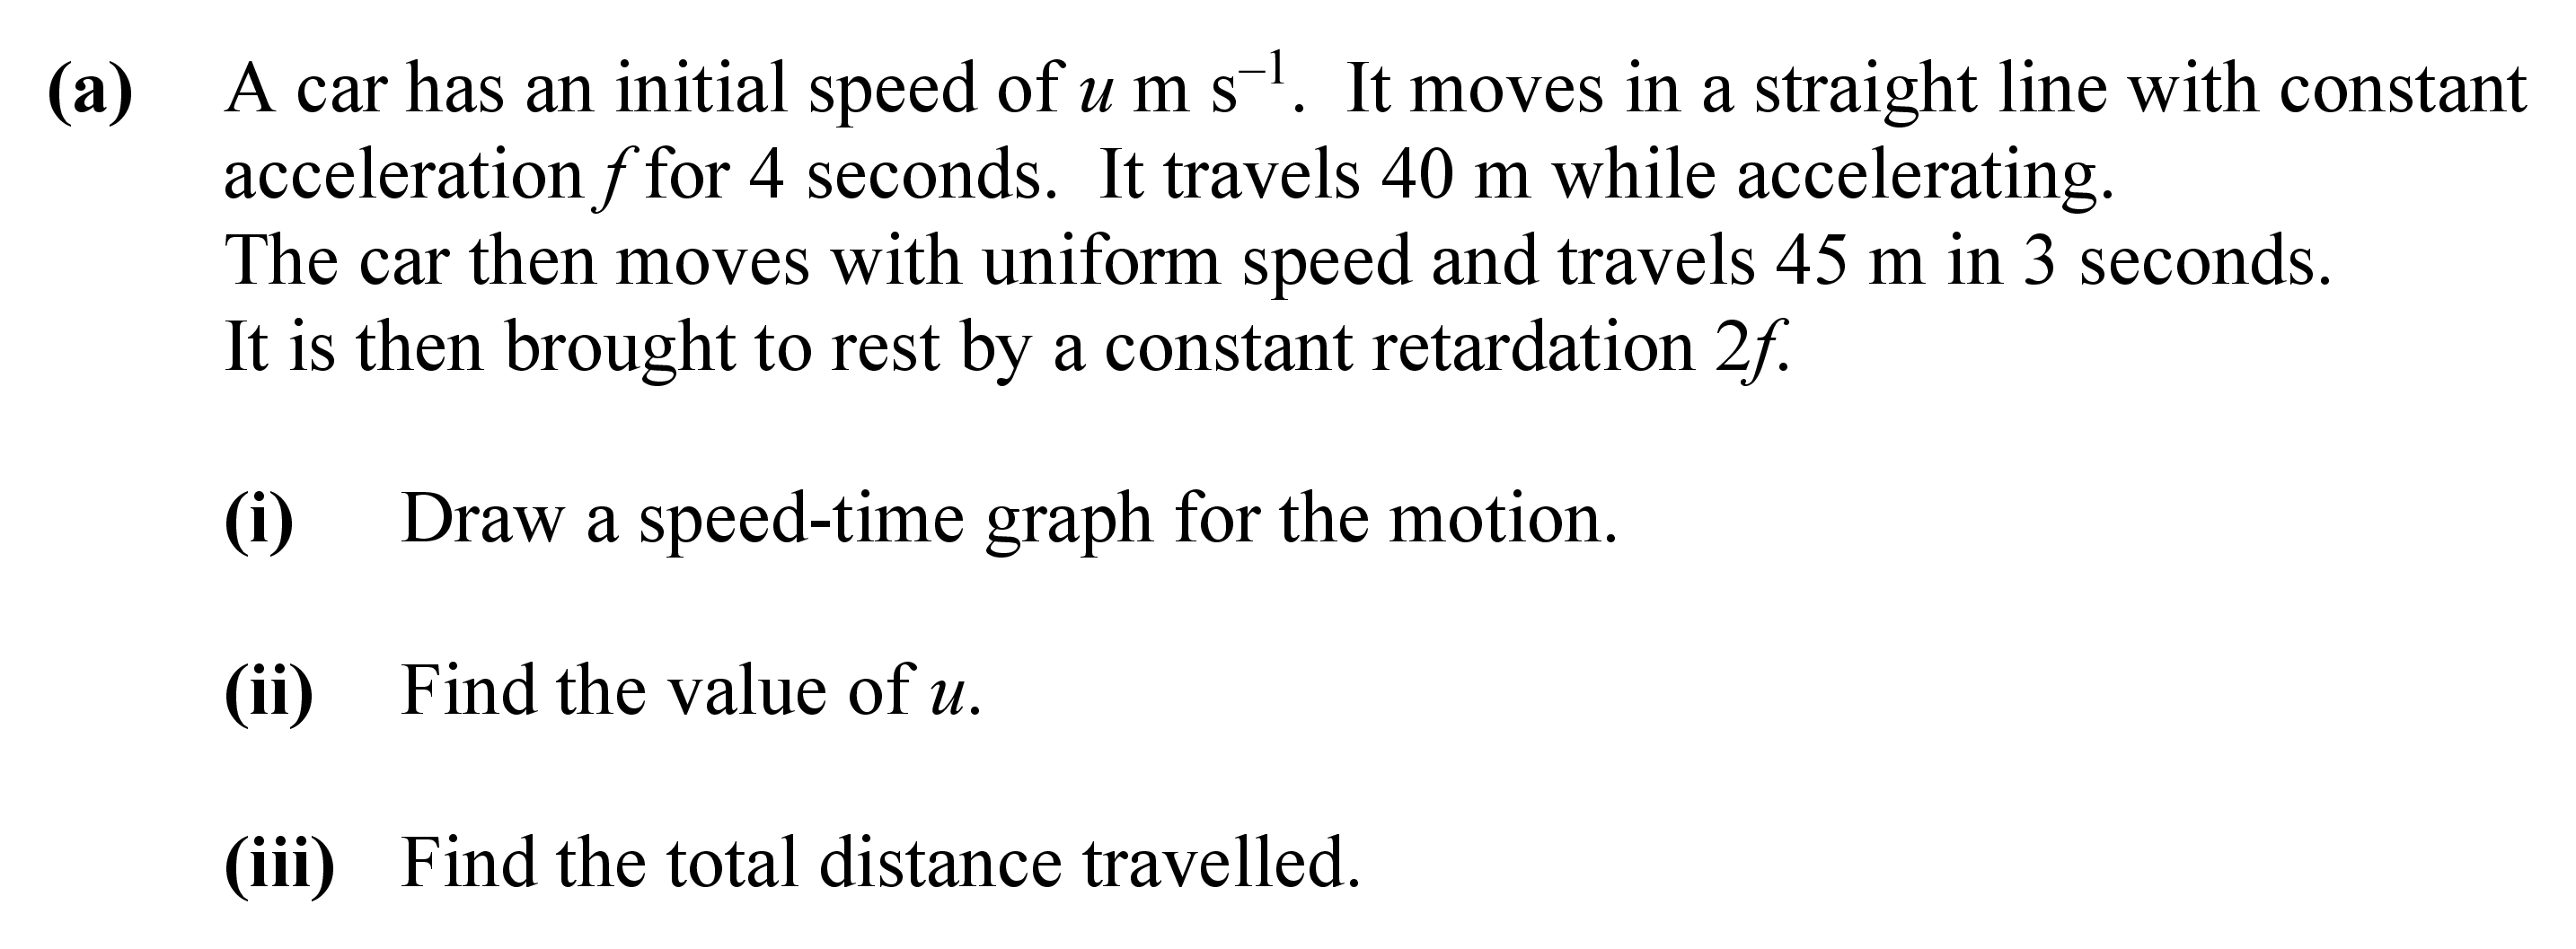 (a) A car has an initial speed of u m s⁻¹. It moves in a straight line with constant
acceleration f for 4 seconds. It travels 40 m while accelerating.
The car then moves with uniform speed and travels 45 m in 3 seconds.
It is then brought to rest by a constant retardation 2f.
(i) Draw a speed-time graph for the motion.
(ii) Find the value of u.
(iii) Find the total distance travelled.